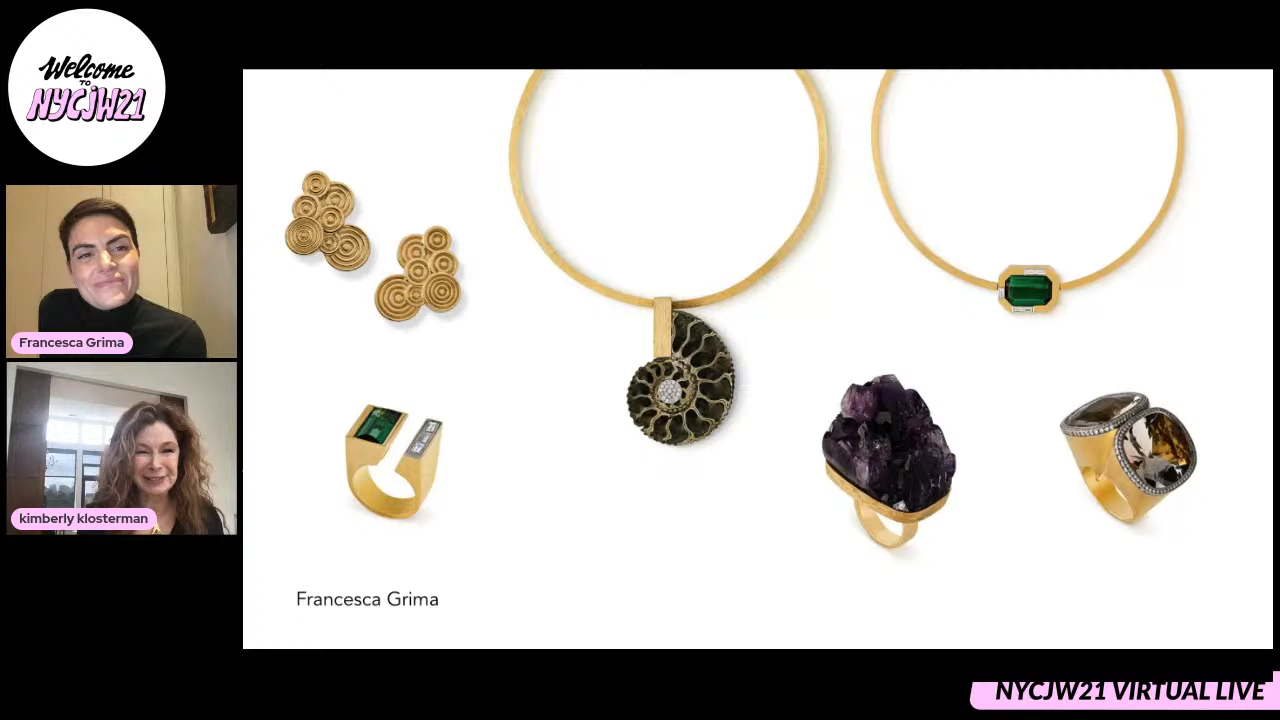 Welcome
TO
NYCJW21
Francesca Grima
kimberly klosterman
Francesca Grima
NYCJW21 VIRTUAL LIVE